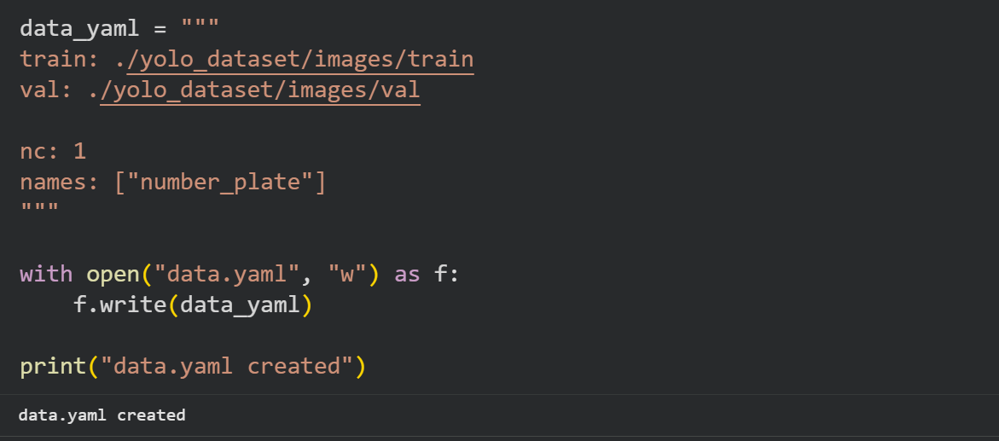 data_yaml = """
train: ./yolo_dataset/images/train
val: ./yolo_dataset/images/val
nc: 1
names: ["number_plate"]
"""
with open("data.yaml", "w") as f:
    f.write(data_yaml)
print("data.yaml created")
data.yaml created